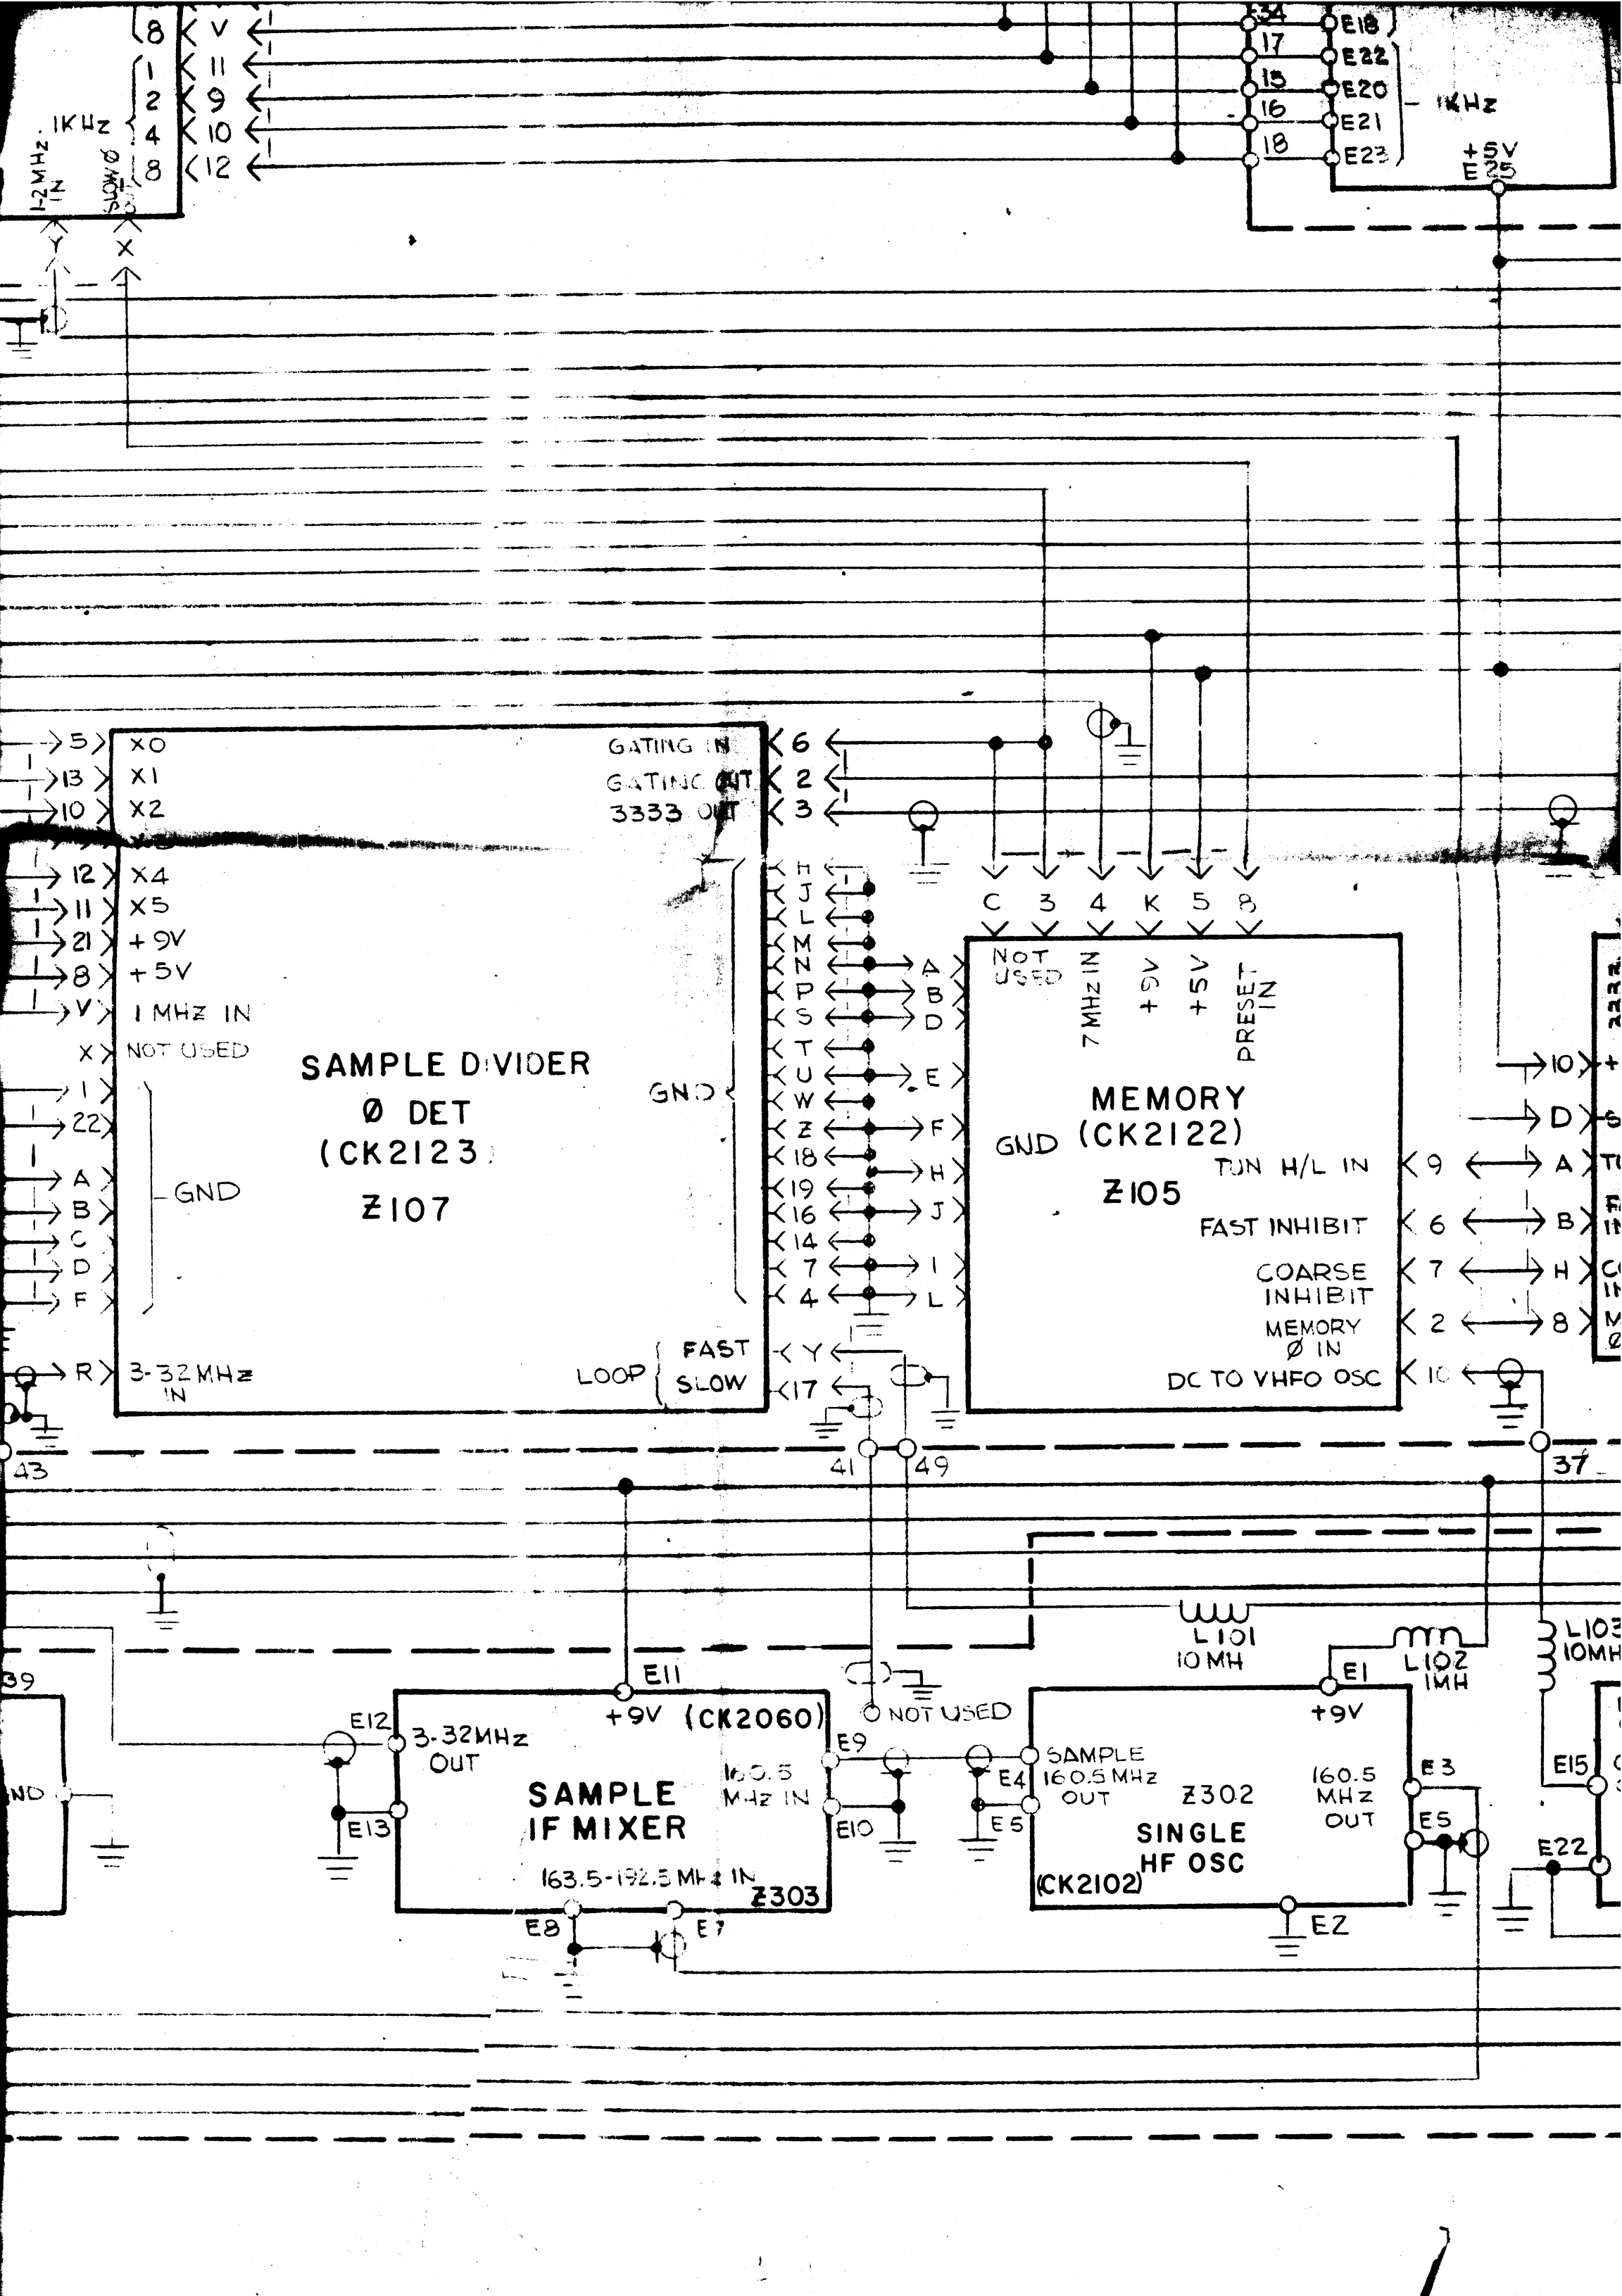 8 V
1 11
2 9
1KHz 4 10
8 12
1-2MHz IN
SLOW Ø
Y
X
34 E18
17 E22
15 E20
16 E21
18 E23
1KHz
+5V
E25
5 X0
13 X1
10 X2
12 X4
11 X5
21 +9V
8 +5V
V 1 MHz IN
X NOT USED
1
22
A
B
C
D
F
GND
R 3-32MHz
IN
SAMPLE DIVIDER
Ø DET
(CK2123)
Z107
GATING IN 6
GATING OUT 2
3333 OUT 3
GND
H
J
L
M
N
P
S
T
U
W
Z
18
19
16
14
7
4
LOOP
FAST Y
SLOW 17
A
B
D
E
F
H
J
I
L
C 3 4 K 5 8
NOT
USED
7 MHz IN
+9V
+5V
PRESET
IN
MEMORY
(CK2122)
GND
Z105
TUN H/L IN 9
FAST INHIBIT 6
COARSE
INHIBIT 7
MEMORY
Ø IN 2
DC TO VHFO OSC 10
10 +
D S
A
B
H
8
43
41
49
37
L101
10MH
L102
1MH
L103
10MH
39
E11
+9V (CK2060)
E12
3-32MHz
OUT
E13
SAMPLE
IF MIXER
160.5
MHz IN
E9
E10
163.5-192.5 MHz IN
Z303
E8
E7
NOT USED
E1
+9V
E4
SAMPLE
160.5MHz
OUT
E5
Z302
SINGLE
HF OSC
(CK2102)
160.5
MHz
OUT
E3
E5
E2
E15
E22